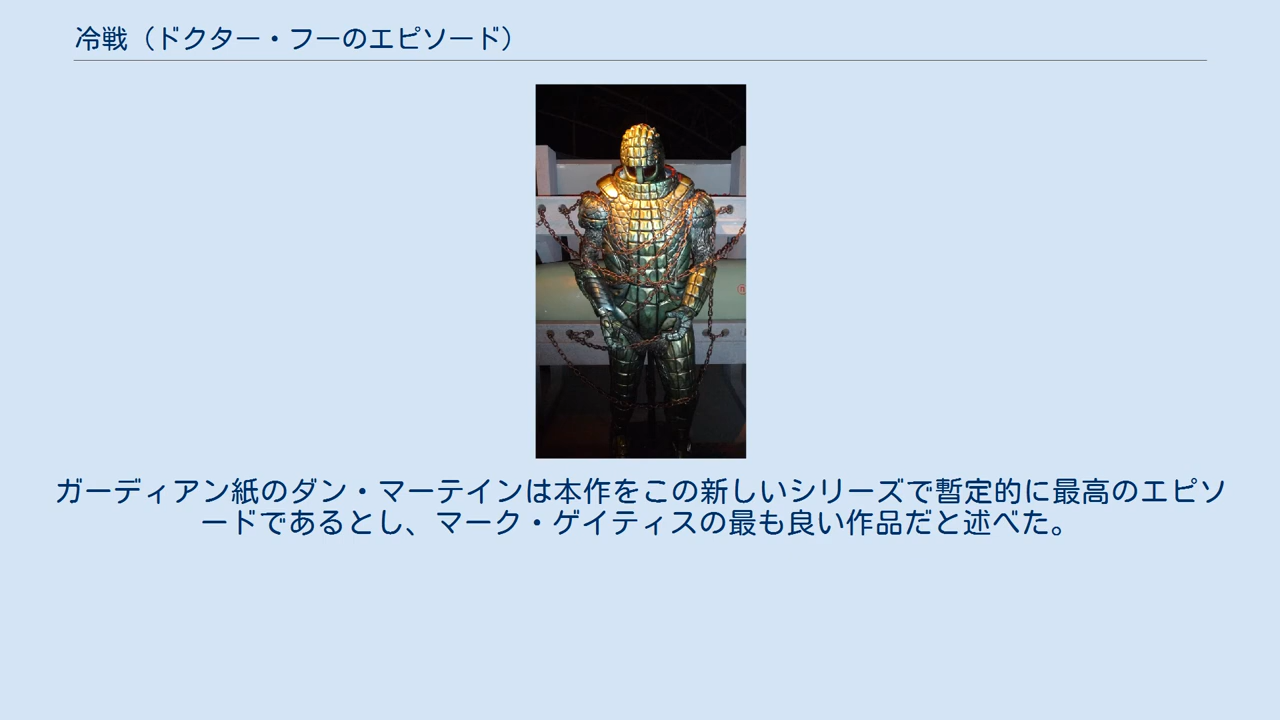 冷戦（ドクター・フーのエピソード）
ガーディアン紙のダン・マーテインは本作をこの新しいシリーズで暫定的に最高のエピソ
ードであるとし、マーク・ゲイティスの最も良い作品だと述べた。